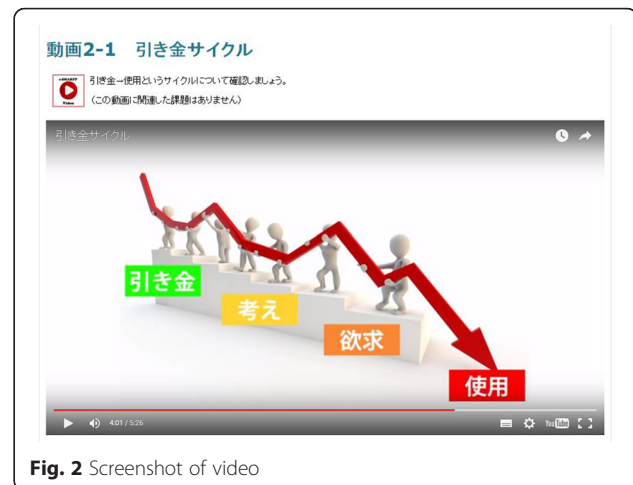 動画2-1 引き金サイクル
e-SMARPP
Video
引き金→使用というサイクルについて確認しましょう。
（この動画に関連した課題はありません）
引き金サイクル
引き金
考え
欲求
使用
4:01 / 5:26
YouTube
Fig. 2 Screenshot of video